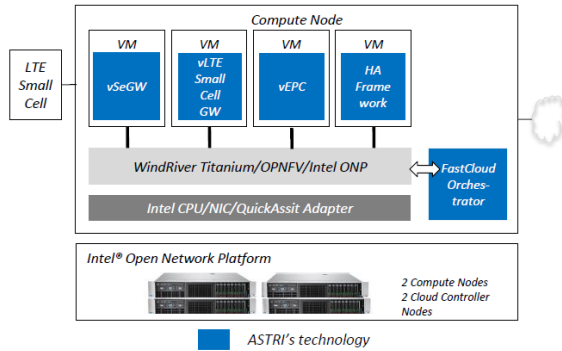 Compute Node
LTE
Small
Cell
VM
vSeGW
VM
vLTE
Small
Cell
GW
VM
vEPC
VM
HA
Frame
work
WindRiver Titanium/OPNFV/Intel ONP
FastCloud
Orches-
trator
Intel CPU/NIC/QuickAssit Adapter
Intel® Open Network Platform
2 Compute Nodes
2 Cloud Controller
Nodes
ASTRI's technology